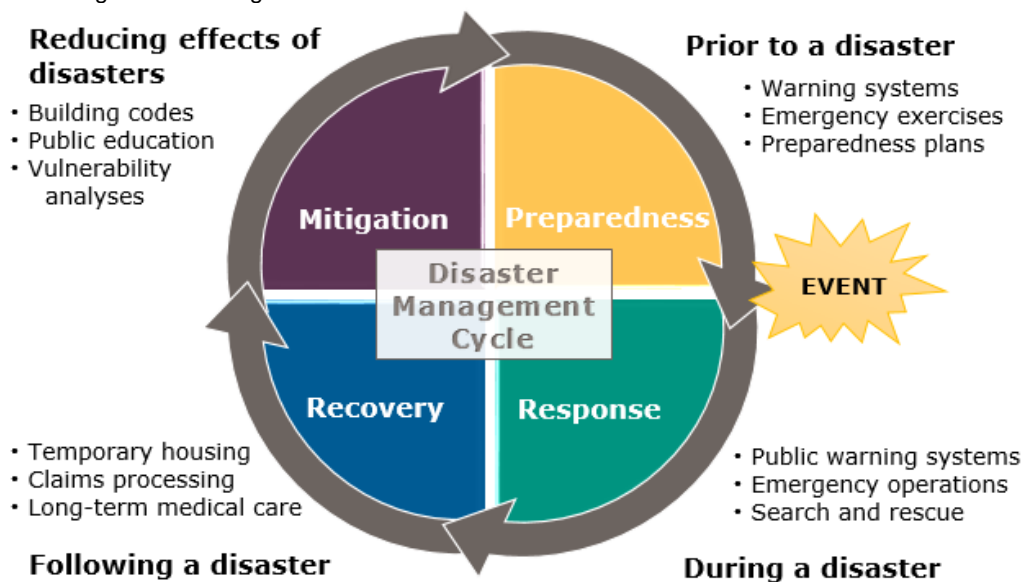 Reducing effects of
disasters
• Building codes
• Public education
• Vulnerability
analyses
Prior to a disaster
• Warning systems
• Emergency exercises
• Preparedness plans
Mitigation
Preparedness
Disaster
Management
Cycle
EVENT
Recovery
Response
• Temporary housing
• Claims processing
• Long-term medical care
Following a disaster
• Public warning systems
• Emergency operations
• Search and rescue
During a disaster